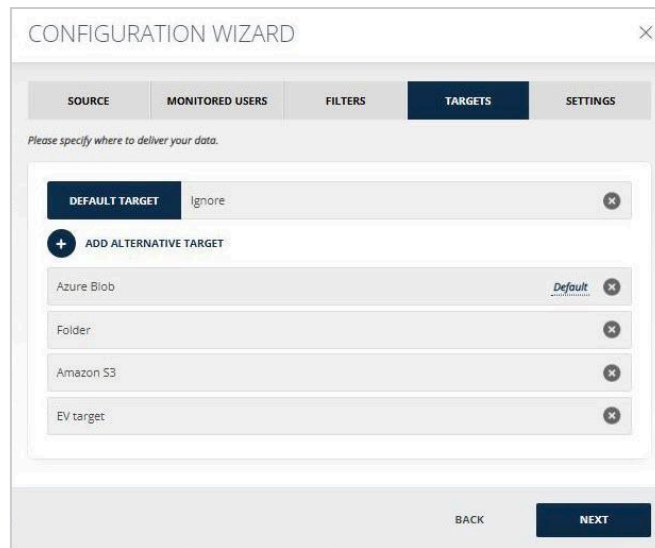 CONFIGURATION WIZARD
SOURCE MONITORED USERS FILTERS TARGETS SETTINGS
Please specify where to deliver your data.
DEFAULT TARGET Ignore
ADD ALTERNATIVE TARGET
Azure Blob Default
Folder
Amazon S3
EV target
BACK NEXT